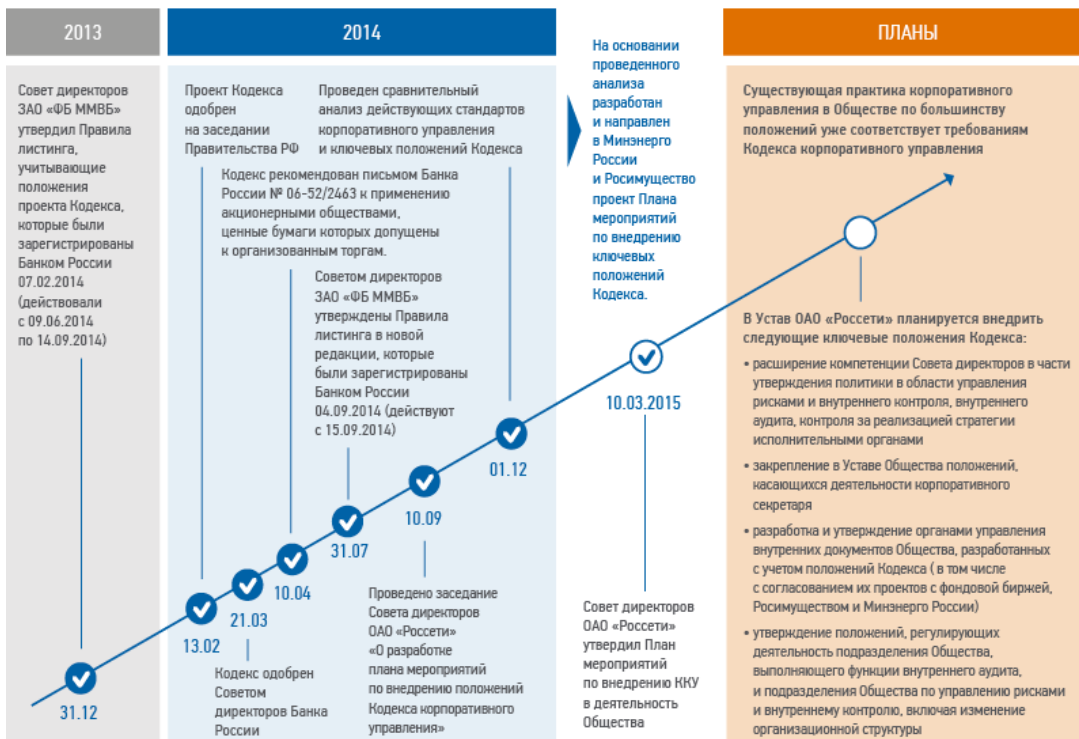 2013
Совет директоров
ЗАО «ФБ ММВБ»
утвердил Правила
листинга,
учитывающие
положения
проекта Кодекса,
которые были
зарегистрированы
Банком России
07.02.2014
(действовали
с 09.06.2014
по 14.09.2014)
31.12
2014
Проект Кодекса
одобрен
на заседании
Правительства РФ
Проведен сравнительный
анализ действующих стандартов
корпоративного управления
и ключевых положений Кодекса
Кодекс рекомендован письмом Банка
России № 06-52/2463 к применению
акционерными обществами,
ценные бумаги которых допущены
к организованным торгам.
Советом директоров
ЗАО «ФБ ММВБ»
утверждены Правила
листинга в новой
редакции, которые
были зарегистрированы
Банком России
04.09.2014 (действуют
с 15.09.2014)
13.02
21.03
10.04
31.07
10.09
01.12
Кодекс одобрен
Советом
директоров Банка
России
Проведено заседание
Совета директоров
ОАО «Россети»
«О разработке
плана мероприятий
по внедрению положений
Кодекса корпоративного
управления»
На основании
проведенного
анализа
разработан
и направлен
в Минэнерго
России
и Росимущество
проект Плана
мероприятий
по внедрению
ключевых
положений
Кодекса.
10.03.2015
Совет директоров
ОАО «Россети»
утвердил План
мероприятий
по внедрению ККУ
в деятельность
Общества
ПЛАНЫ
Существующая практика корпоративного
управления в Обществе по большинству
положений уже соответствует требованиям
Кодекса корпоративного управления
В Устав ОАО «Россети» планируется внедрить
следующие ключевые положения Кодекса:
• расширение компетенции Совета директоров в части
утверждения политики в области управления
рисками и внутреннего контроля, внутреннего
аудита, контроля за реализацией стратегии
исполнительными органами
• закрепление в Уставе Общества положений,
касающихся деятельности корпоративного
секретаря
• разработка и утверждение органами управления
внутренних документов Общества, разработанных
с учетом положений Кодекса ( в том числе
с согласованием их проектов с фондовой биржей,
Росимуществом и Минэнерго России)
• утверждение положений, регулирующих
деятельность подразделения Общества,
выполняющего функции внутреннего аудита,
и подразделения Общества по управлению рисками
и внутреннему контролю, включая изменение
организационной структуры